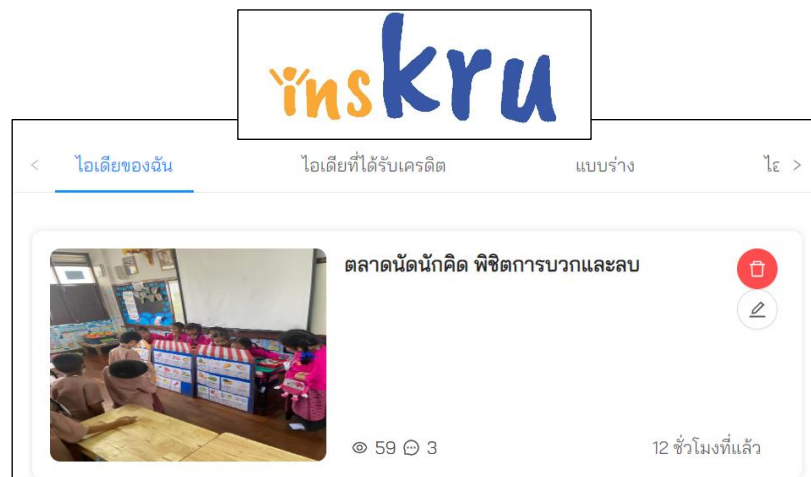 inskru
ไอเดียของฉัน ไอเดียที่ได้รับเครดิต แบบร่าง
ตลาดนัดนักคิด พิชิตการบวกและลบ
59 3 12 ชั่วโมงที่แล้ว